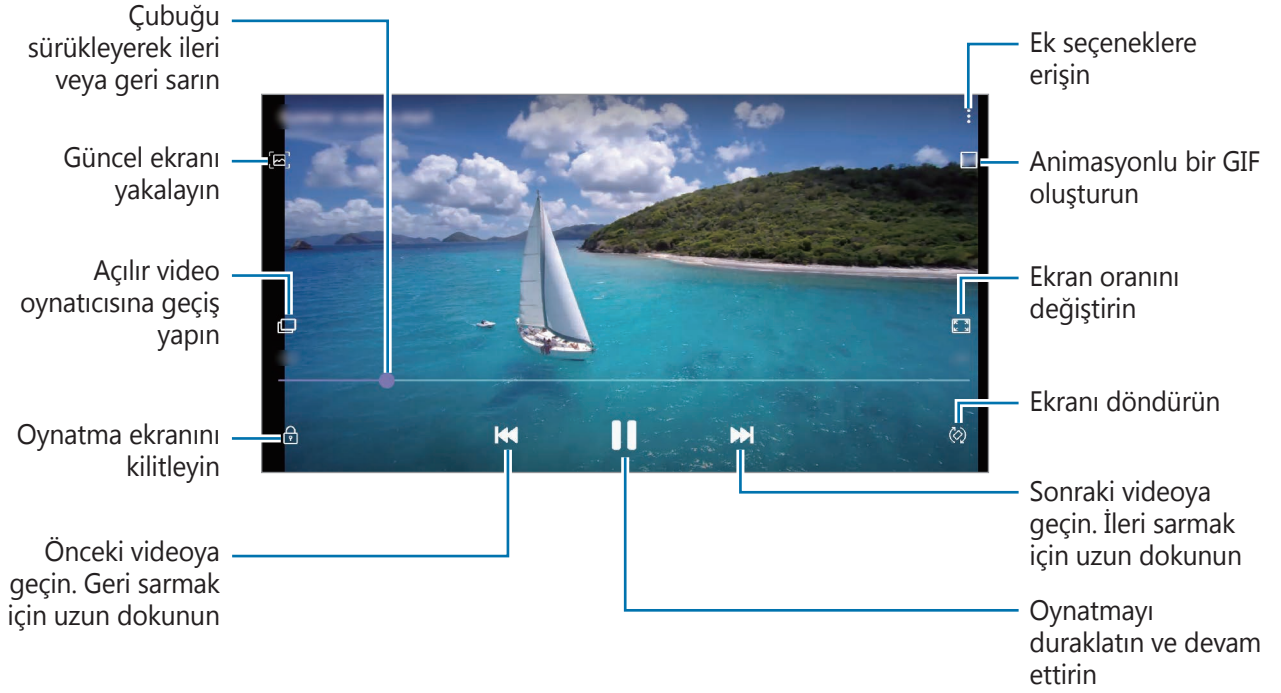 Çubuğu
sürükleyerek ileri
veya geri sarın
Güncel ekranı
yakalayın
Açılır video
oynatıcısına geçiş
yapın
Oynatma ekranını
kilitleyin
Önceki videoya
geçin. Geri sarmak
için uzun dokunun
Ek seçeneklere
erişin
Animasyonlu bir GIF
oluşturun
Ekran oranını
değiştirin
Ekranı döndürün
Sonraki videoya
geçin. İleri sarmak
için uzun dokunun
Oynatmayı
duraklatın ve devam
ettirin